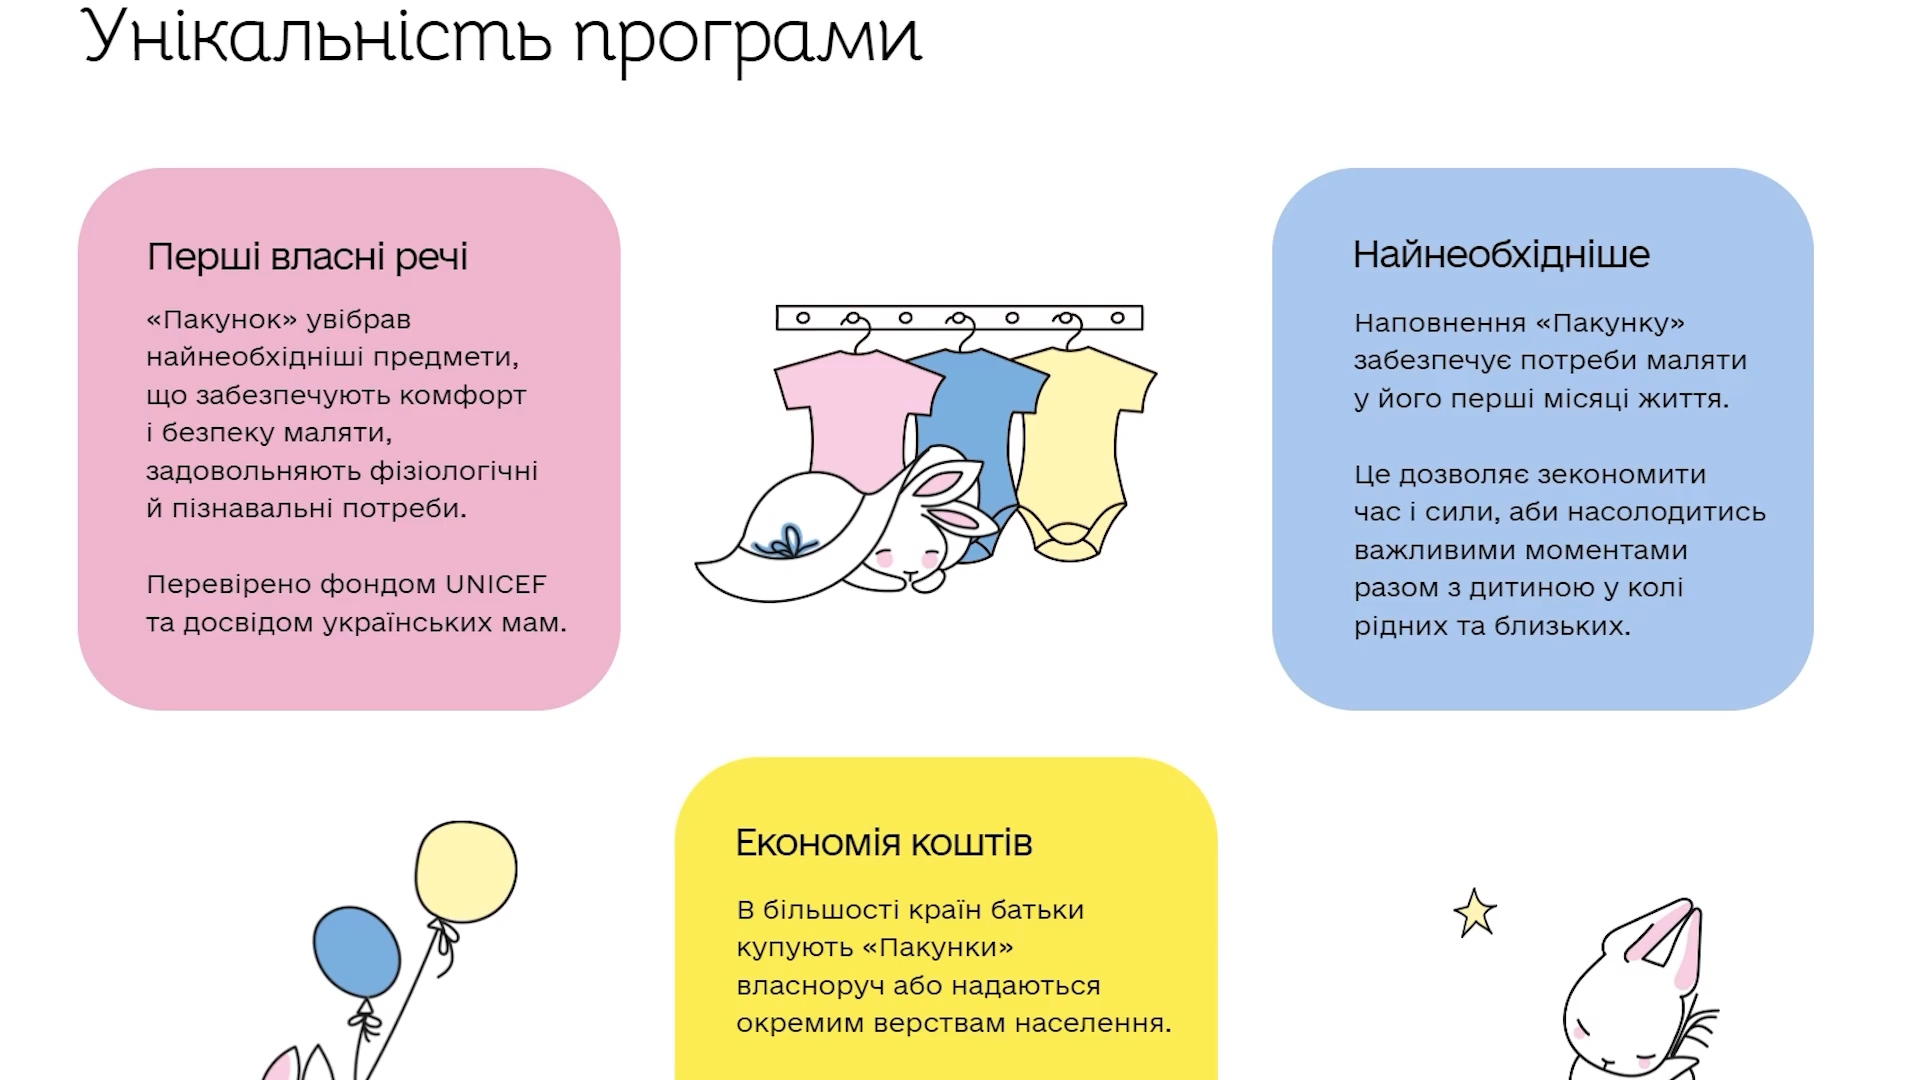 Унікальність програми
Перші власні речі
«Пакунок» увібрав
найнеобхідніші предмети,
що забезпечують комфорт
і безпеку маляти,
задовольняють фізіологічні
й пізнавальні потреби.
Перевірено фондом UNICEF
та досвідом українських мам.
Найнеобхідніше
Наповнення «Пакунку»
забезпечує потреби маляти
у його перші місяці життя.
Це дозволяє зекономити
час і сили, аби насолодитись
важливими моментами
разом з дитиною у колі
рідних та близьких.
Економія коштів
В більшості країн батьки
купують «Пакунки»
власноруч або надаються
окремим верствам населення.